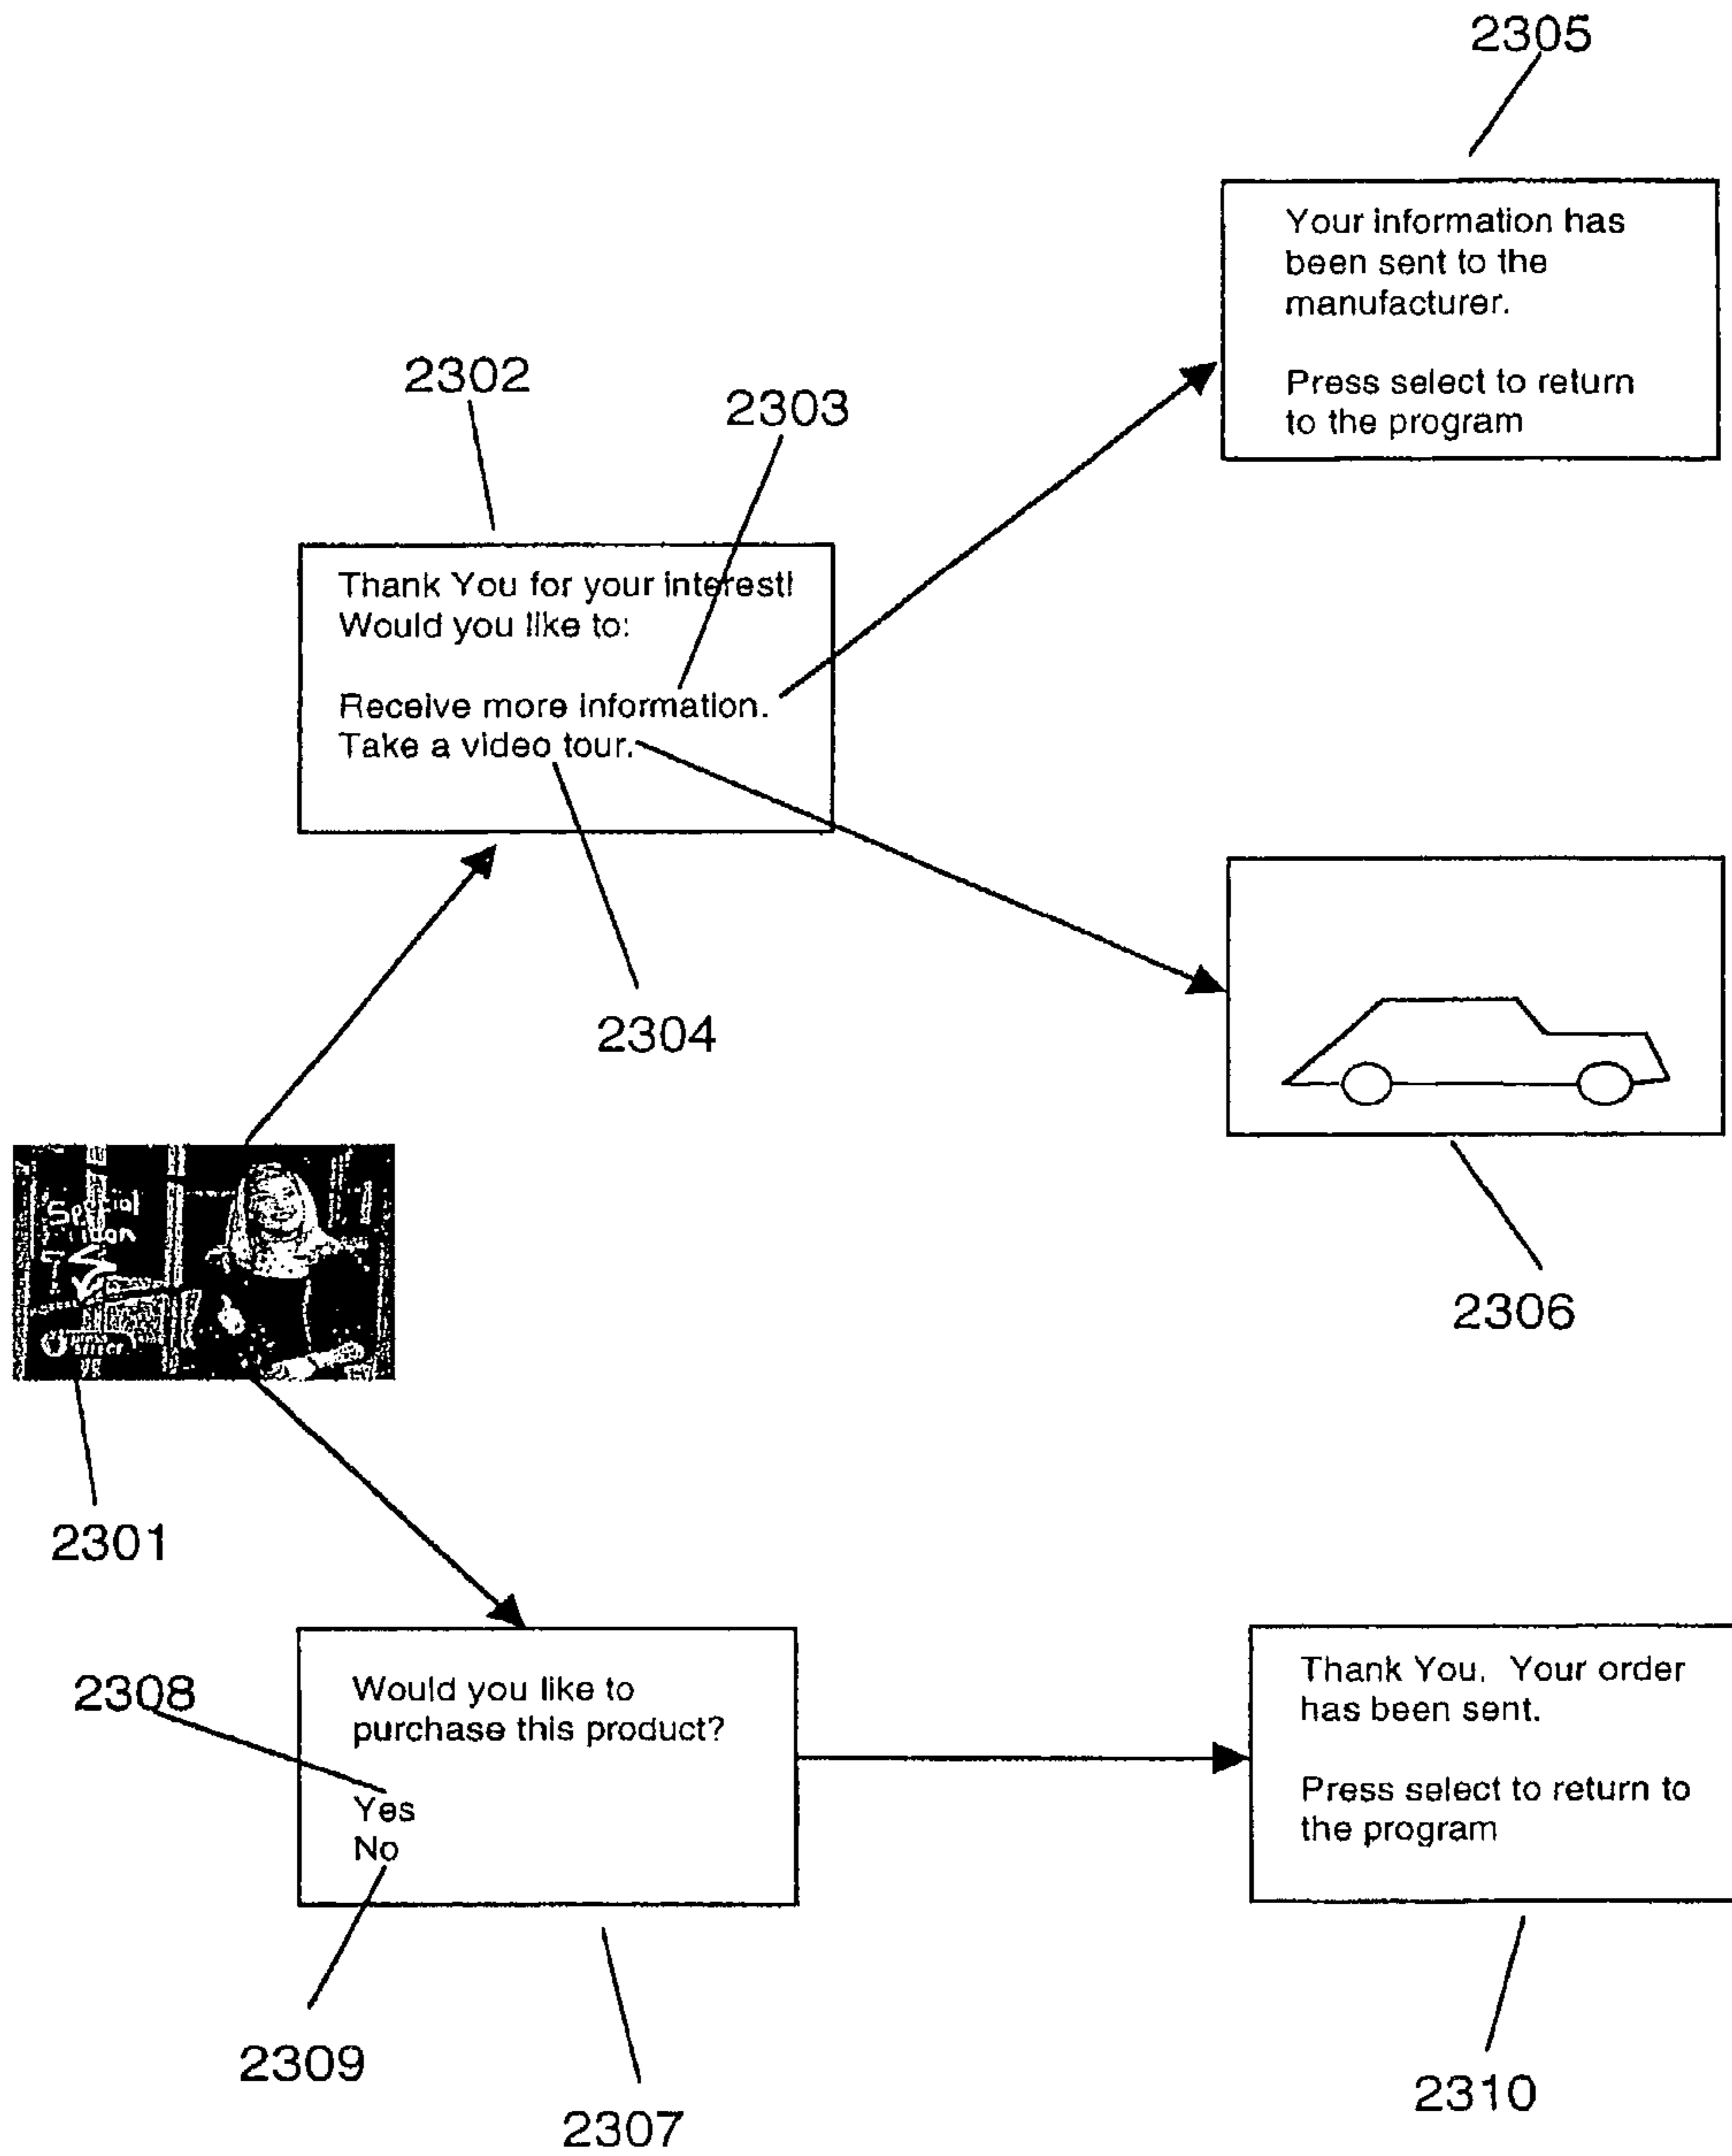 2305
Your information has
been sent to the
manufacturer.
Press select to return
to the program
2302
2303
Thank You for your interest!
Would you like to:
Receive more information.
Take a video tour.
2304
2306
Special
2301
2308
Would you like to
purchase this product?
Yes
No
2309
2307
Thank You. Your order
has been sent.
Press select to return to
the program
2310